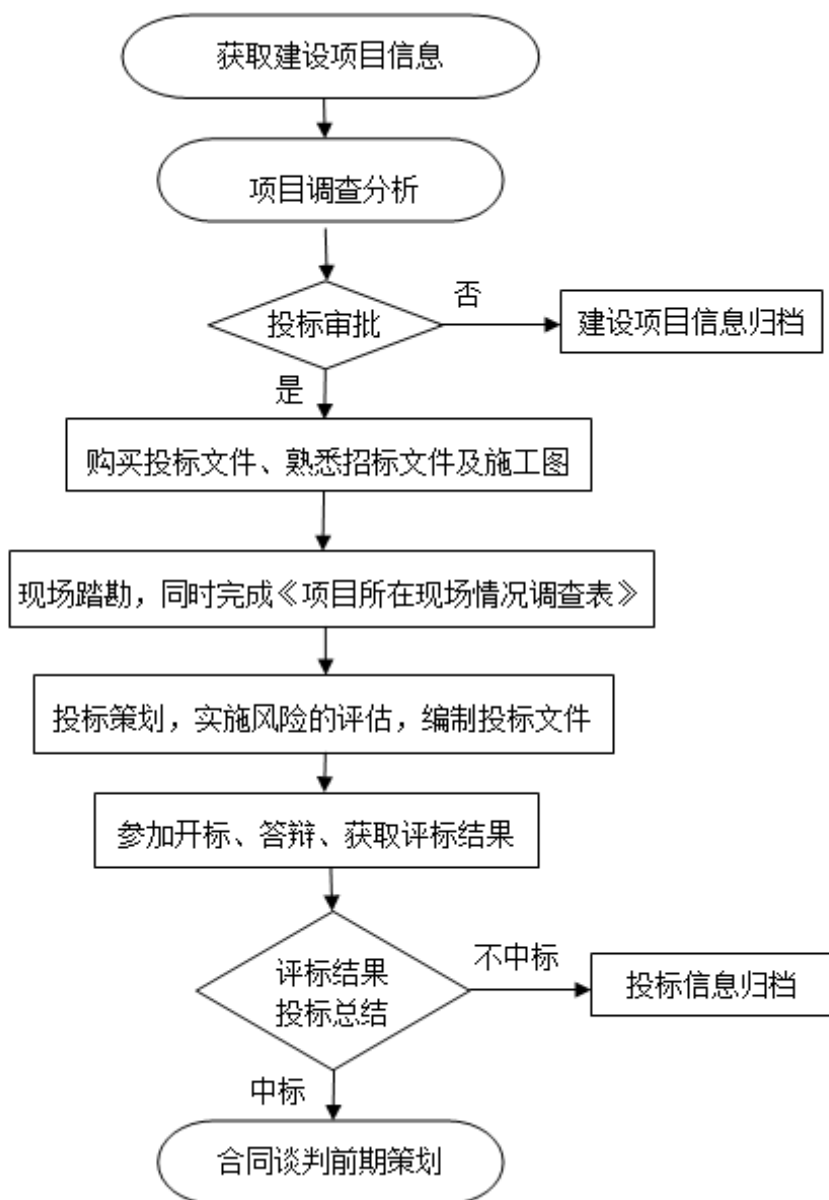 获取建设项目信息
项目调查分析
投标审批
否
建设项目信息归档
是
购买投标文件、熟悉招标文件及施工图
现场踏勘，同时完成《项目所在现场情况调查表》
投标策划，实施风险的评估，编制投标文件
参加开标、答辩、获取评标结果
评标结果
投标总结
不中标
投标信息归档
中标
合同谈判前期策划